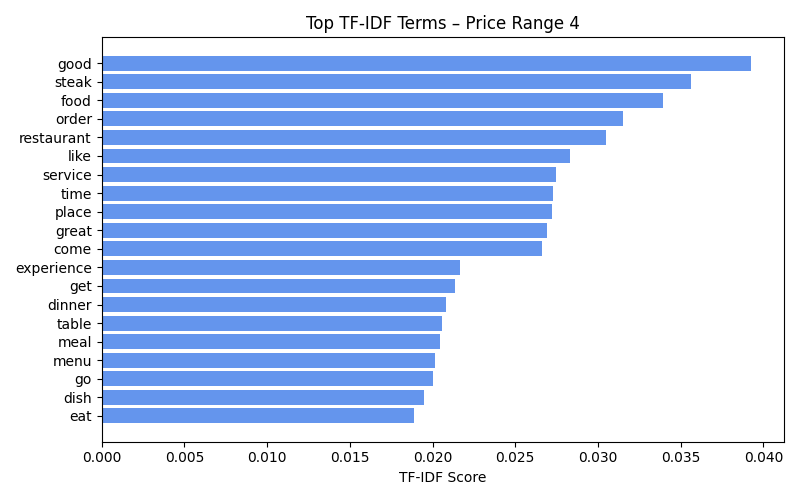 Top TF-IDF Terms – Price Range 4
good
steak
food
order
restaurant
like
service
time
place
great
come
experience
get
dinner
table
meal
menu
go
dish
eat
0.000 0.005 0.010 0.015 0.020 0.025 0.030 0.035 0.040
TF-IDF Score